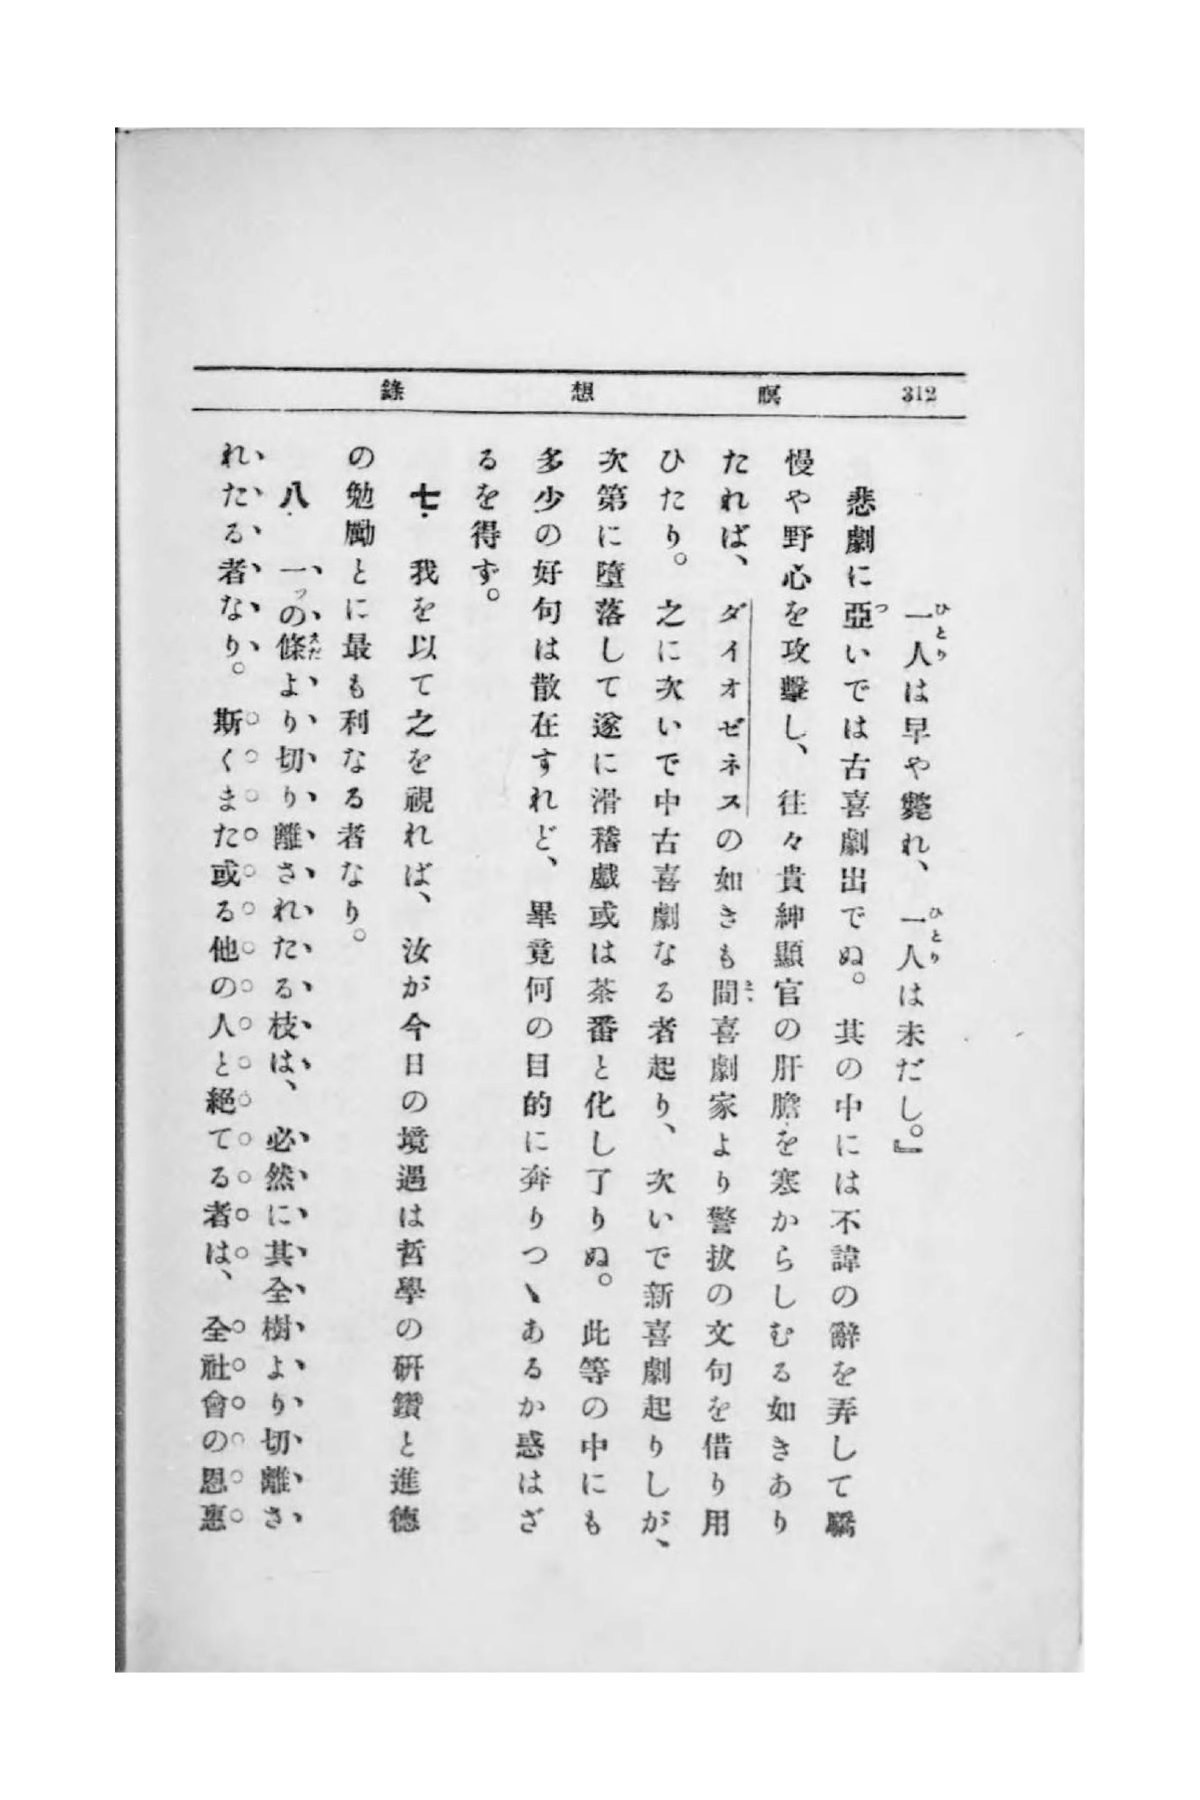 312 瞑想錄
一人は早や斃れ、一人は未だし。』
悲劇に亞いでは古喜劇出でぬ。其の中には不諱の辭を弄して驕
慢や野心を攻擊し、往々貴紳顯官の肝膽を寒からしむる如きあり
たれば、ダイオゼネスの如きも間喜劇家より警拔の文句を借り用
ひたり。之に次いで中古喜劇なる者起り、次いで新喜劇起りしが、
次第に墮落して遂に滑稽戲或は茶番と化し了りぬ。此等の中にも
多少の好句は散在すれど、畢竟何の目的に奔りつゝあるか惑はざ
るを得ず。
七.我を以て之を視れば、汝が今日の境遇は哲學の硏鑽と進德
の勉勵とに最も利なる者なり。
八.一ッの條より切り離されたる枝は、必然に其全樹より切離さ
れたる者なり。斯くまた或る他の人と絕てる者は、全社會の恩惠